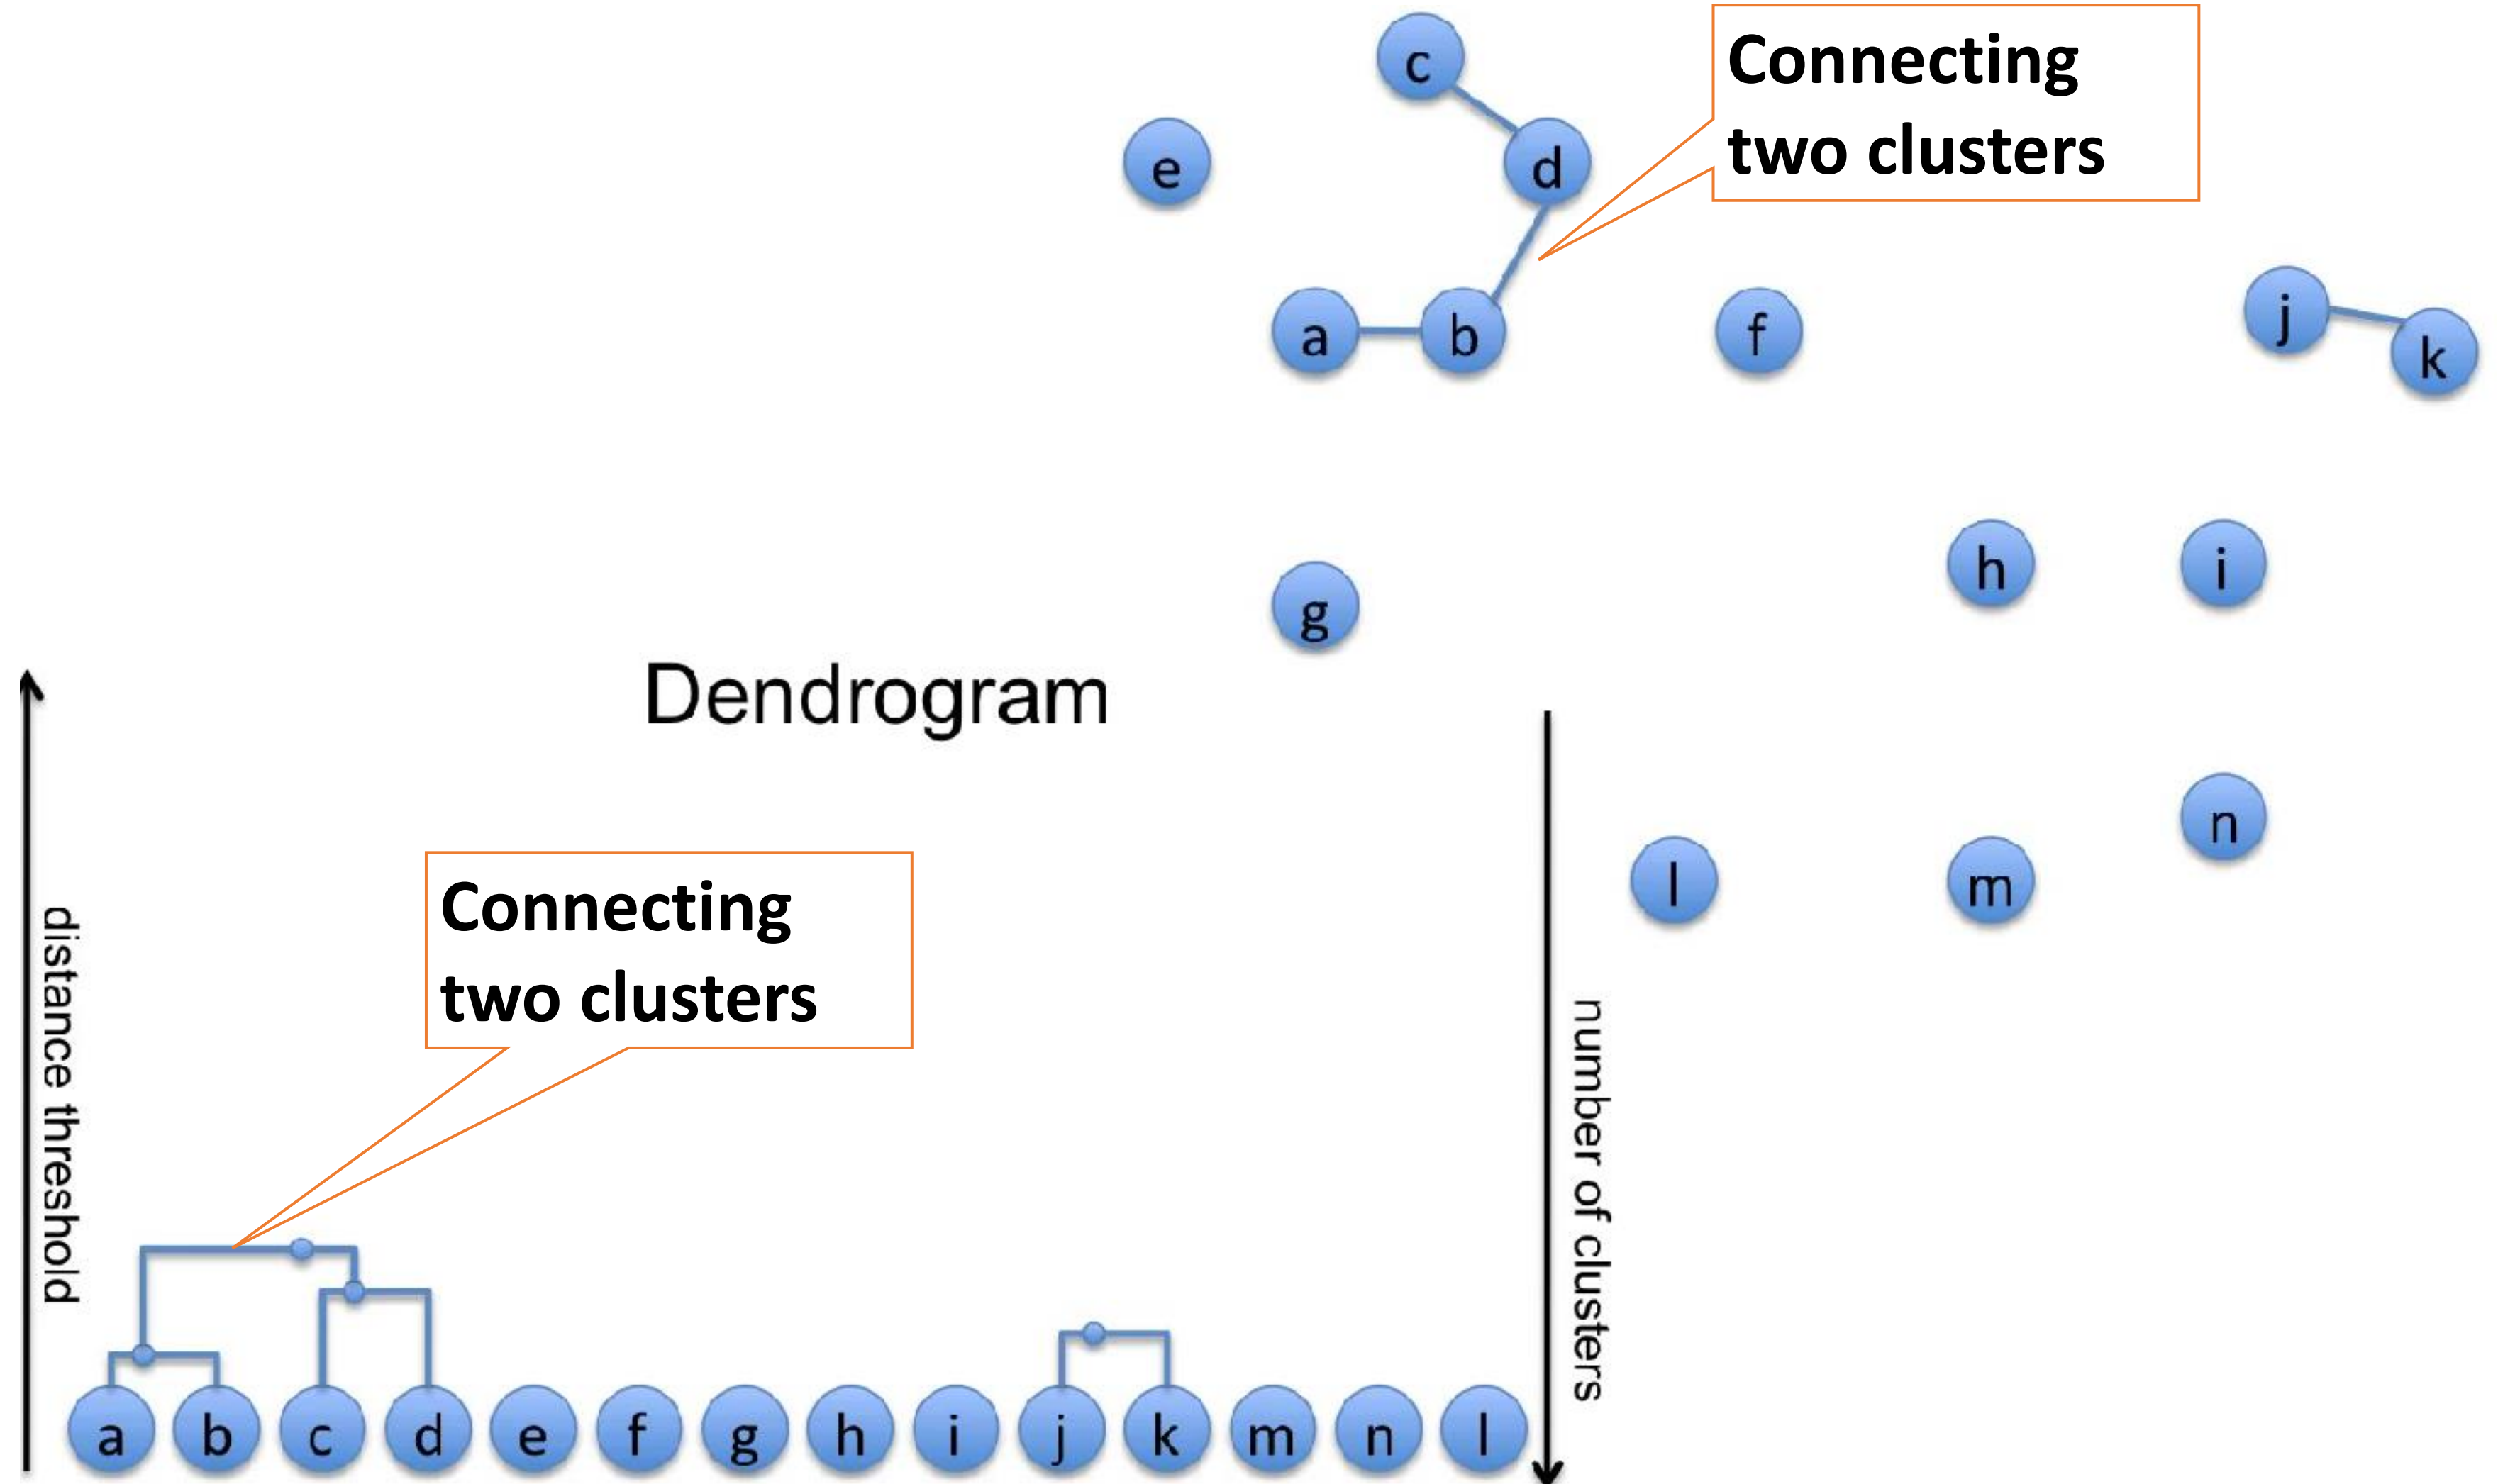 c
Connecting
two clusters
e
d
a
b
f
j
k
h
i
g
Dendrogram
n
l
m
Connecting
two clusters
distance threshold
number of clusters
a b c d e f g h i j k m n l